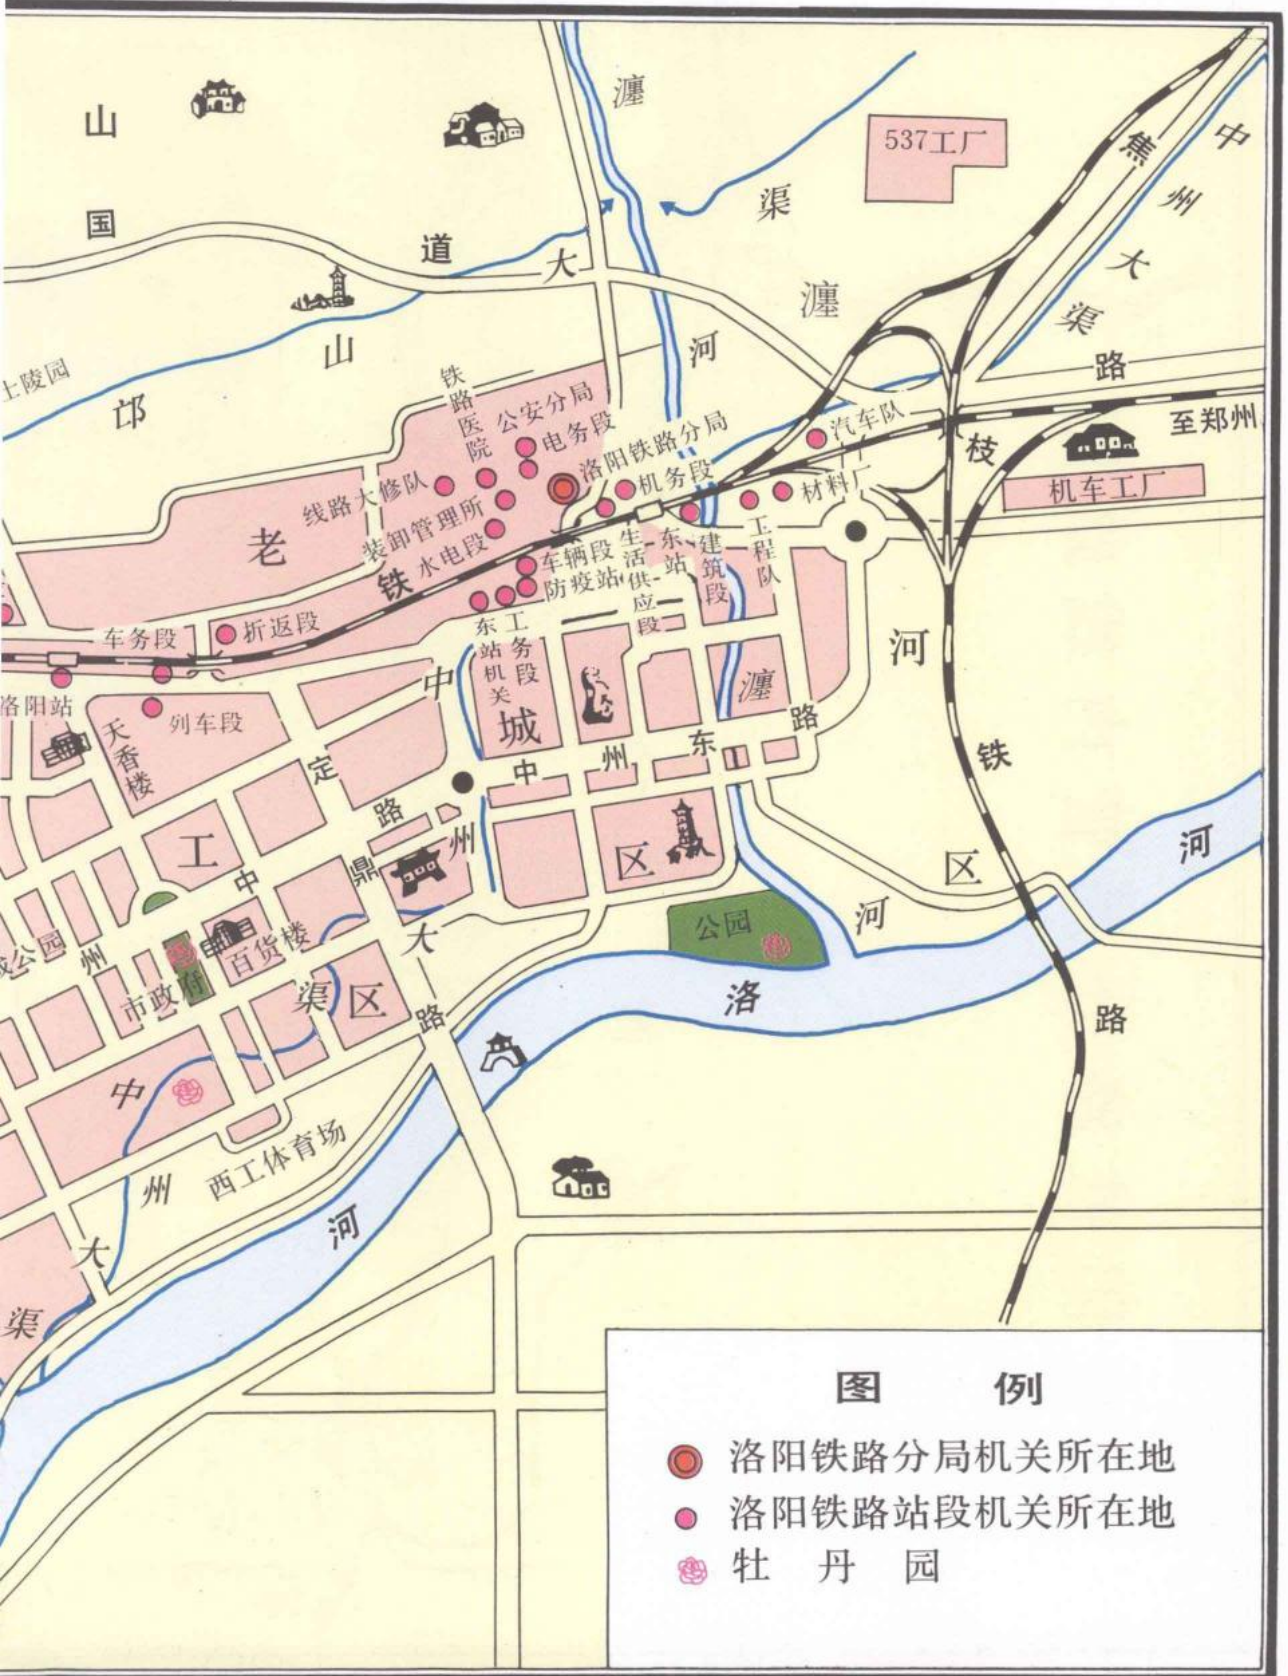 山
国
道
大
瀍
渠
537工厂
焦
中
州
大
渠
瀍
河
邙
山
士陵园
路
至郑州
枝
机车工厂
汽车队
材料厂
铁路医院
公安分局
电务段
洛阳铁路分局
机务段
线路大修队
装卸管理所
水电段
老
铁
车辆段
防疫站
生活供应段
东站
建筑段
工程队
东站机关
工务段
车务段
折返段
洛阳站
列车段
天香楼
中
城
中
州
东
路
瀍
河
铁
定
路
鼎
州
工
中
区
区
河
公园
河
洛
路
公园
州
市政府
百货楼
渠
区
大
路
中
州
大
渠
西工体育场
河
图 例
洛阳铁路分局机关所在地
洛阳铁路站段机关所在地
牡 丹 园